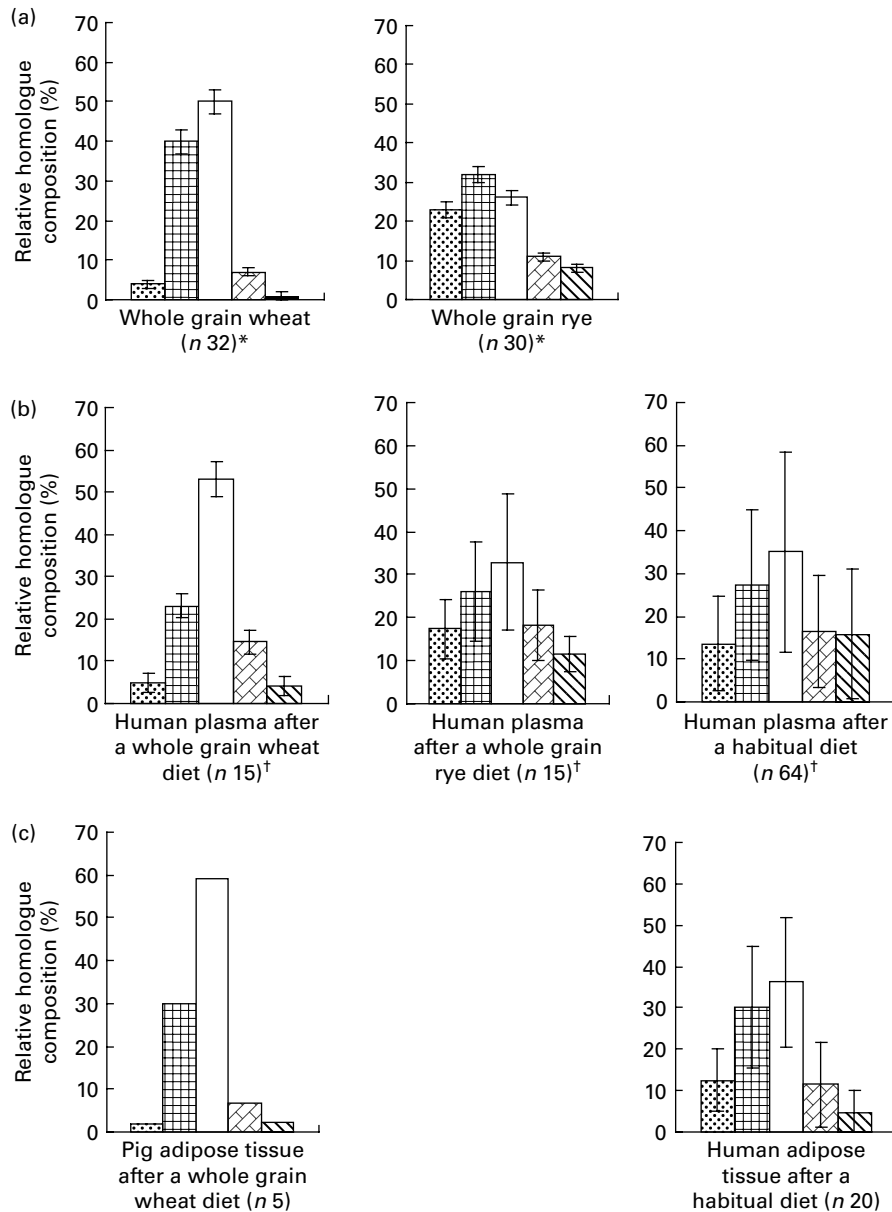 (a)
Relative homologue
composition (%)
70
60
50
40
30
20
10
0
Whole grain wheat
(n 32)*
70
60
50
40
30
20
10
0
Whole grain rye
(n 30)*
(b)
Relative homologue
composition (%)
70
60
50
40
30
20
10
0
Human plasma after
a whole grain wheat
diet (n 15)†
70
60
50
40
30
20
10
0
Human plasma
after a whole grain
rye diet (n 15)†
70
60
50
40
30
20
10
0
Human plasma after
a habitual diet
(n 64)†
(c)
Relative homologue
composition (%)
70
60
50
40
30
20
10
0
Pig adipose tissue
after a whole grain
wheat diet (n 5)
70
60
50
40
30
20
10
0
Human adipose
tissue after a
habitual diet (n 20)